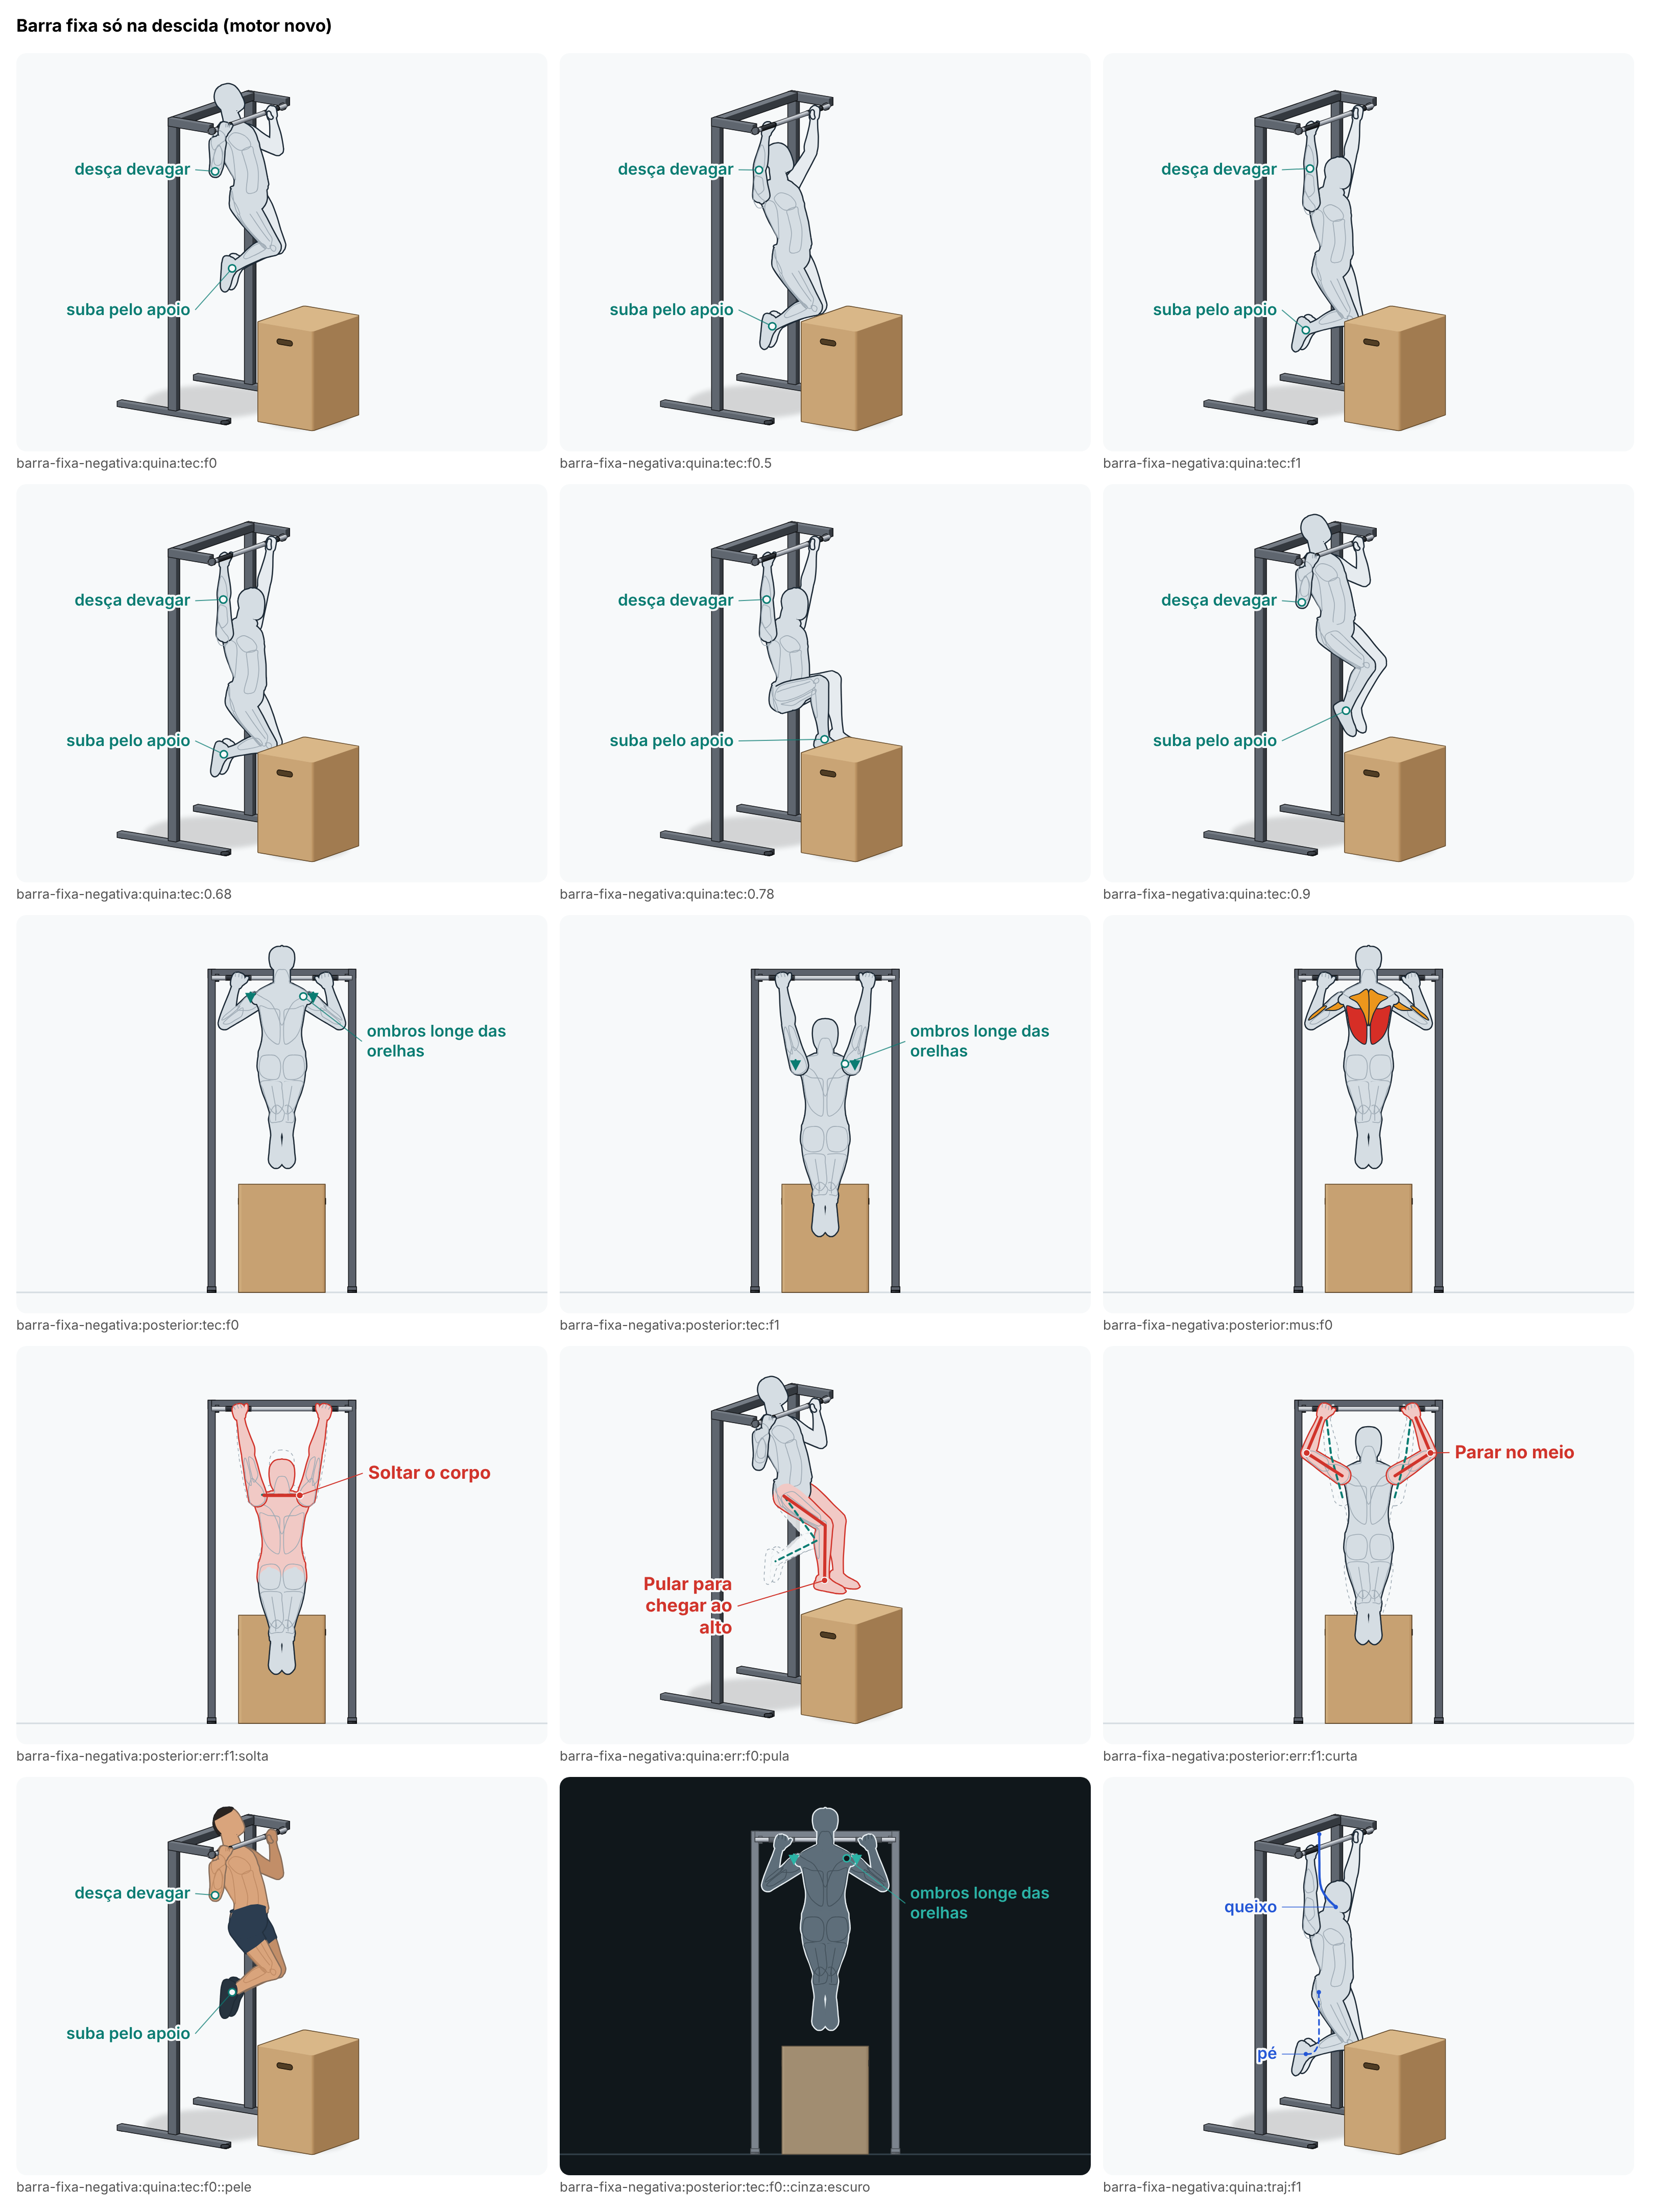 Barra fixa só na descida (motor novo)
desça devagar
suba pelo apoio
barra-fixa-negativa:quina:tec:f0
desça devagar
suba pelo apoio
barra-fixa-negativa:quina:tec:f0.5
desça devagar
suba pelo apoio
barra-fixa-negativa:quina:tec:f1
desça devagar
suba pelo apoio
barra-fixa-negativa:quina:tec:0.68
desça devagar
suba pelo apoio
barra-fixa-negativa:quina:tec:0.78
desça devagar
suba pelo apoio
barra-fixa-negativa:quina:tec:0.9
ombros longe das
orelhas
barra-fixa-negativa:posterior:tec:f0
ombros longe das
orelhas
barra-fixa-negativa:posterior:tec:f1
barra-fixa-negativa:posterior:mus:f0
Soltar o corpo
barra-fixa-negativa:posterior:err:f1:solta
Pular para
chegar ao
alto
barra-fixa-negativa:quina:err:f0:pula
Parar no meio
barra-fixa-negativa:posterior:err:f1:curta
desça devagar
suba pelo apoio
barra-fixa-negativa:quina:tec:f0::pele
ombros longe das
orelhas
barra-fixa-negativa:posterior:tec:f0::cinza:escuro
queixo
pé
barra-fixa-negativa:quina:traj:f1